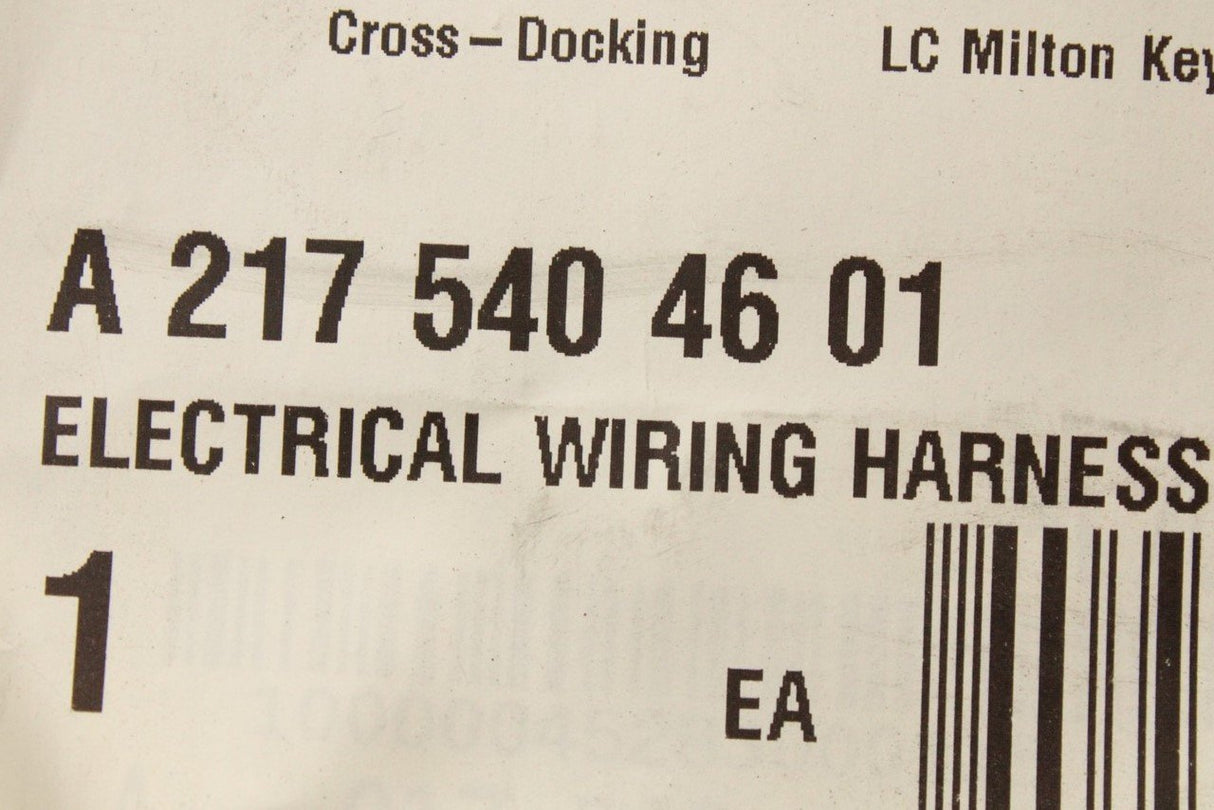 Cross – Docking LC Milton Key
A 217 540 46 01
ELECTRICAL WIRING HARNESS
1
EA